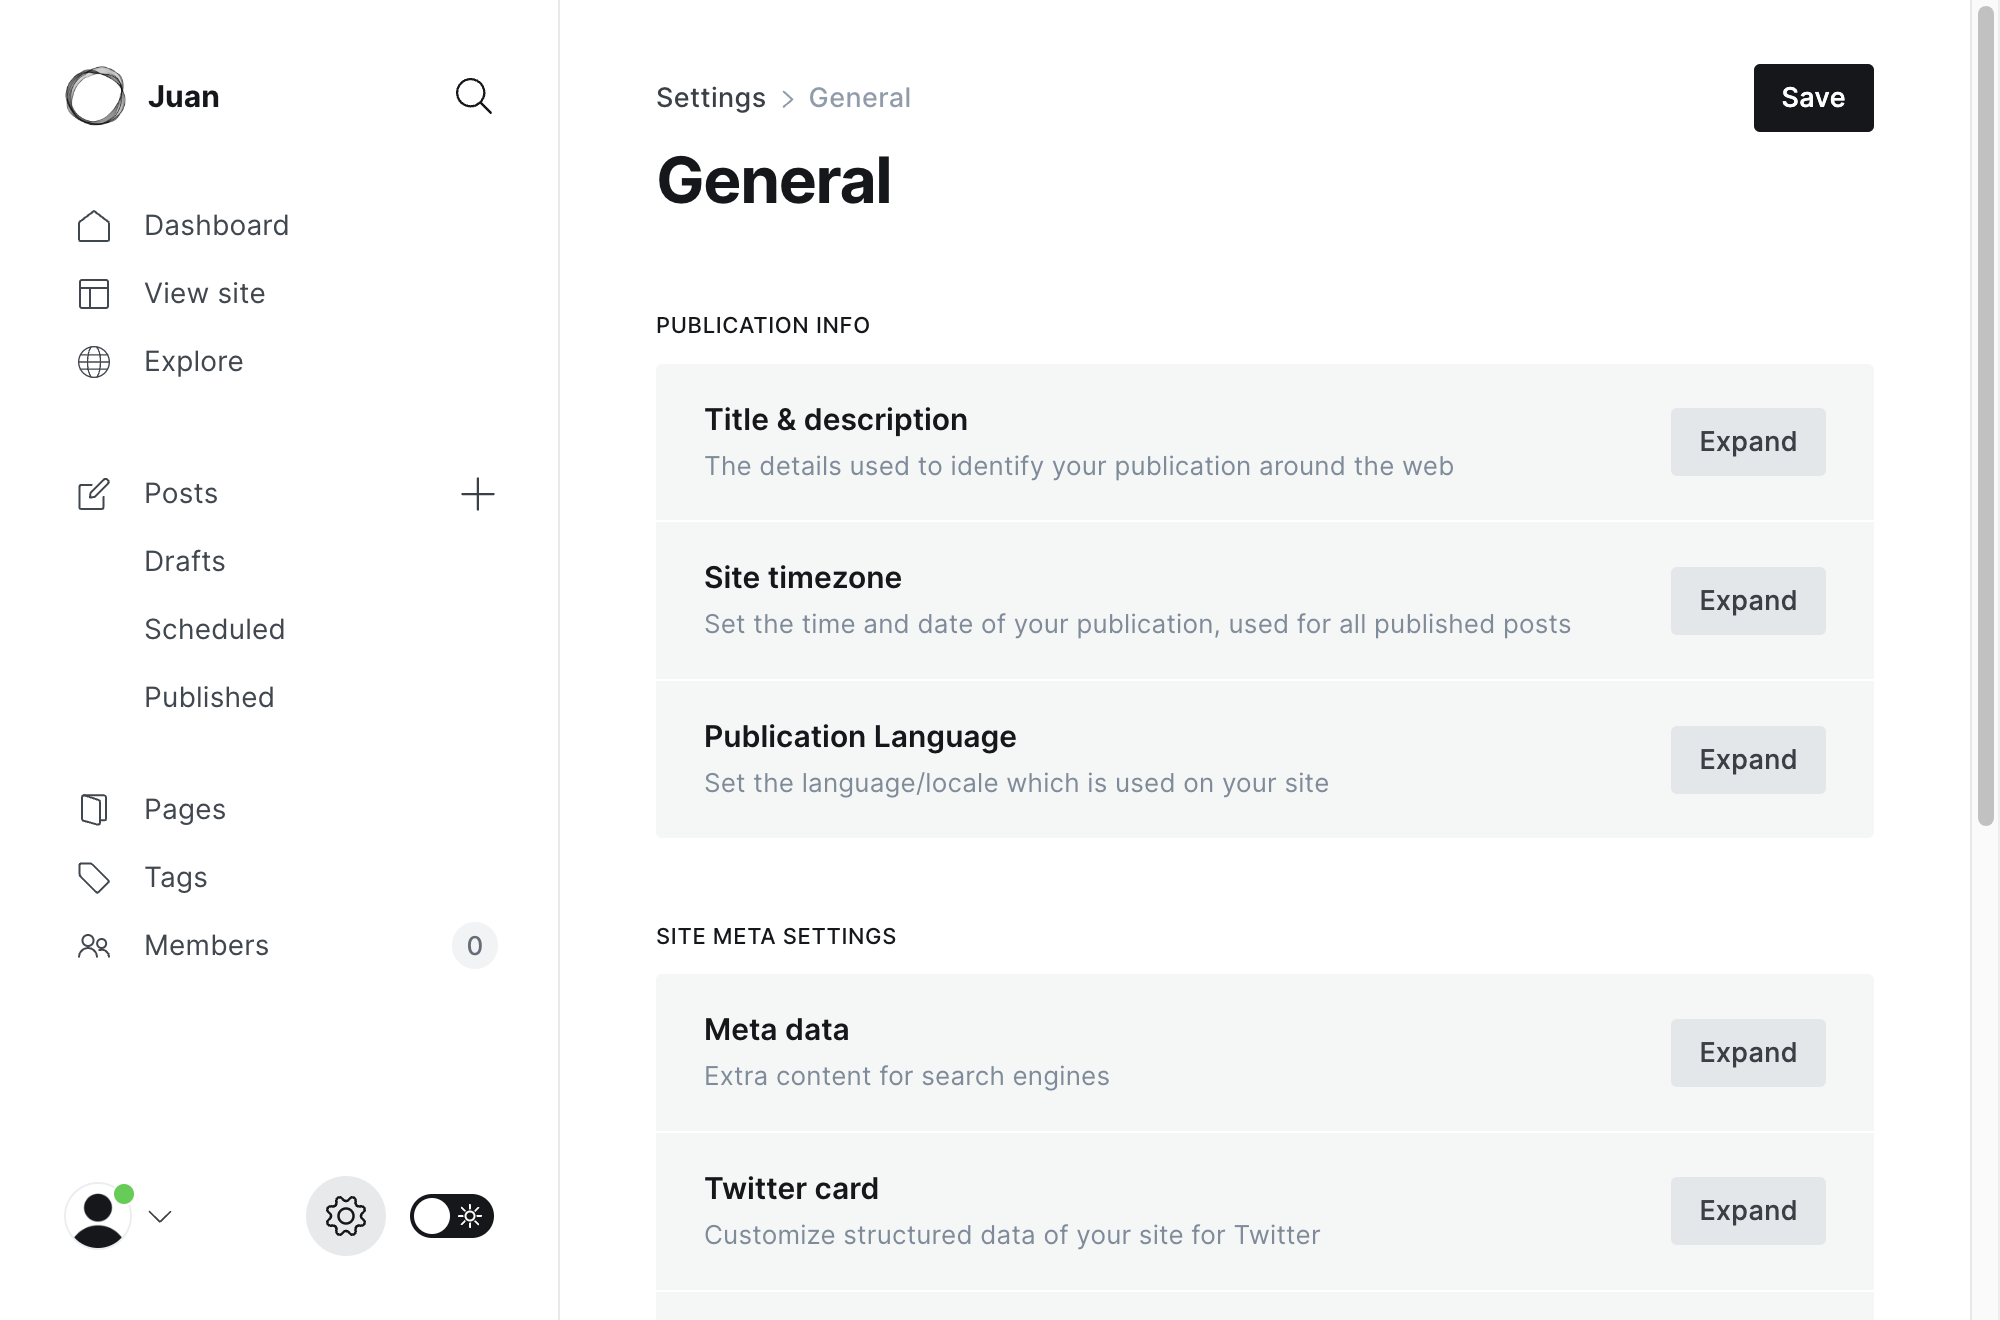 Juan
Dashboard
View site
Explore
Posts
Drafts
Scheduled
Published
Pages
Tags
Members 0
Settings > General
Save
General
PUBLICATION INFO
Title & description
The details used to identify your publication around the web
Expand
Site timezone
Set the time and date of your publication, used for all published posts
Expand
Publication Language
Set the language/locale which is used on your site
Expand
SITE META SETTINGS
Meta data
Extra content for search engines
Expand
Twitter card
Customize structured data of your site for Twitter
Expand